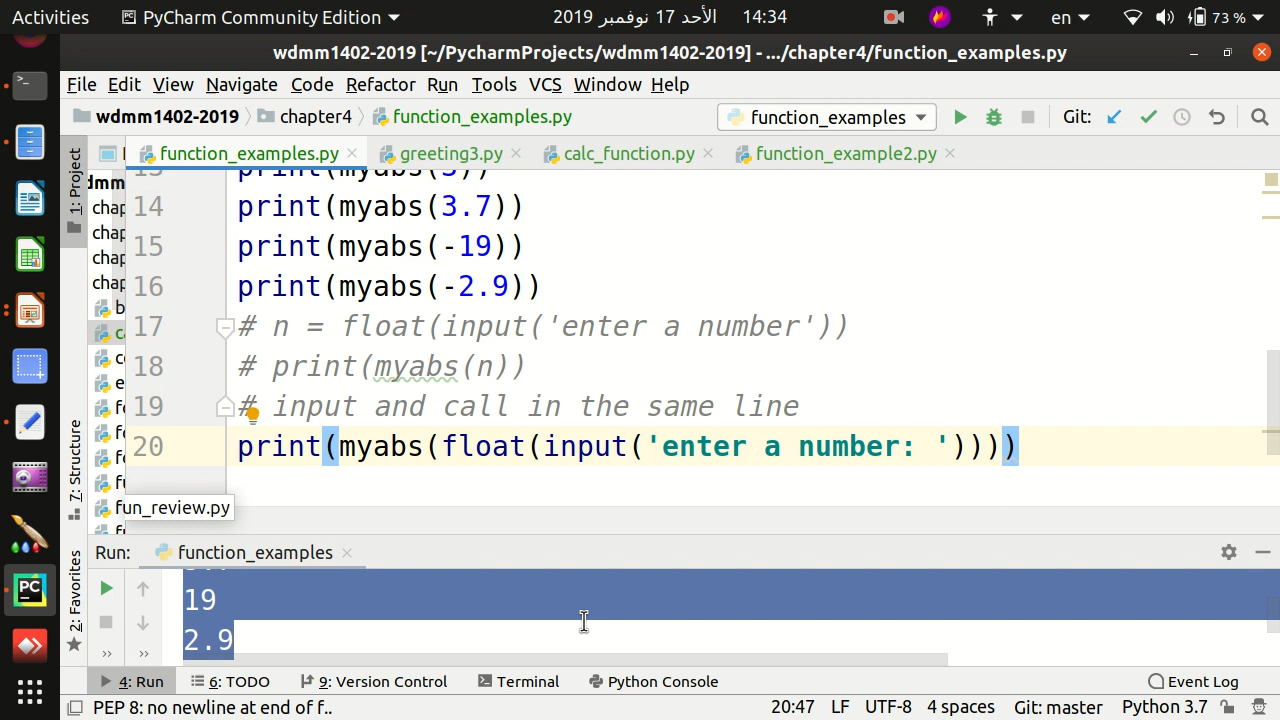 Activities PyCharm Community Edition الأحد 17 نوفمبر 2019 14:34 en 73 %
wdmm1402-2019 [~/PycharmProjects/wdmm1402-2019] - .../chapter4/function_examples.py
File Edit View Navigate Code Refactor Run Tools VCS Window Help
wdmm1402-2019 chapter4 function_examples.py function_examples Git:
function_examples.py greeting3.py calc_function.py function_example2.py
1: Project
7: Structure
2: Favorites
14 print(myabs(3.7))
15 print(myabs(-19))
16 print(myabs(-2.9))
17 # n = float(input('enter a number'))
18 # print(myabs(n))
19 # input and call in the same line
20 print(myabs(float(input('enter a number: '))))
fun_review.py
Run: function_examples
19
2.9
4: Run 6: TODO 9: Version Control Terminal Python Console Event Log
PEP 8: no newline at end of f.. 20:47 LF UTF-8 4 spaces Git: master Python 3.7